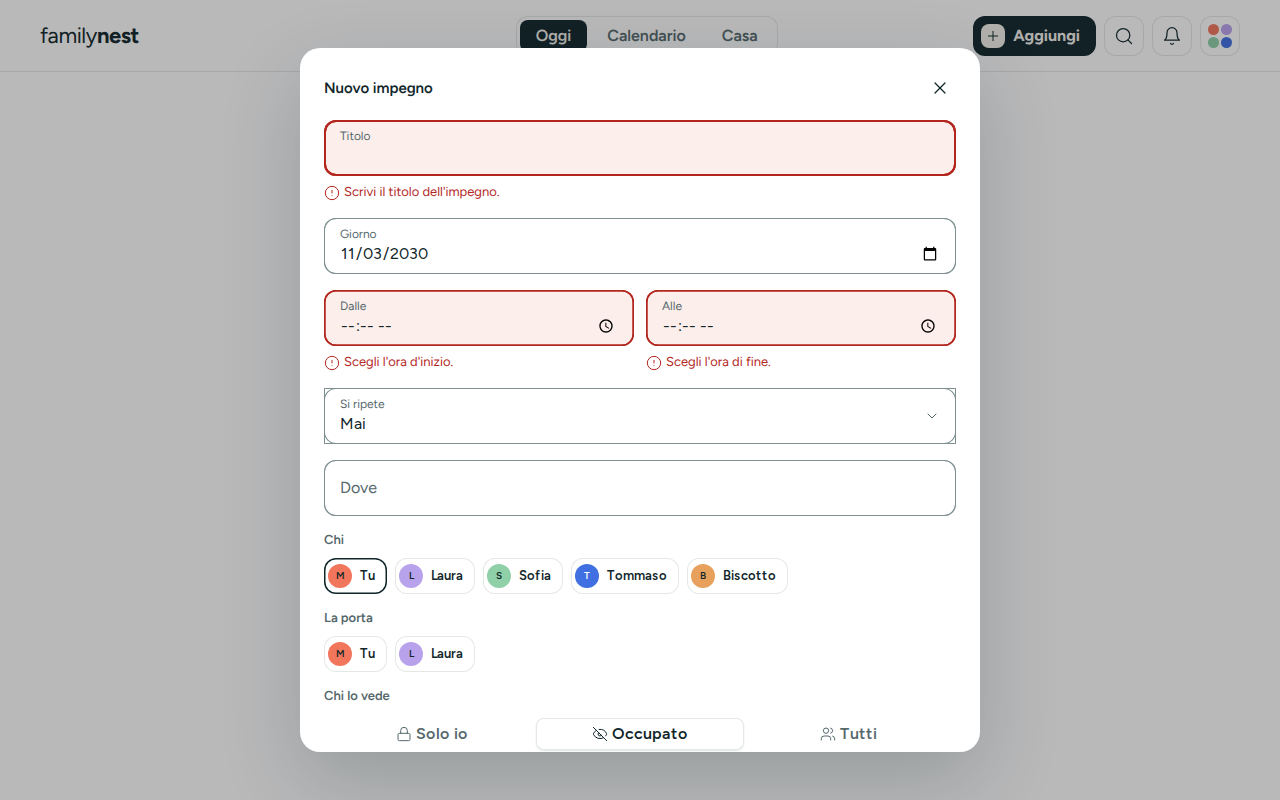 familynest
Oggi Calendario Casa
Aggiungi
Nuovo impegno
Titolo
Scrivi il titolo dell'impegno.
Giorno
11/03/2030
Dalle Alle
--:-- -- --:-- --
Scegli l'ora d'inizio. Scegli l'ora di fine.
Si ripete
Mai
Dove
Chi
M Tu L Laura S Sofia T Tommaso B Biscotto
La porta
M Tu L Laura
Chi lo vede
Solo io Occupato Tutti